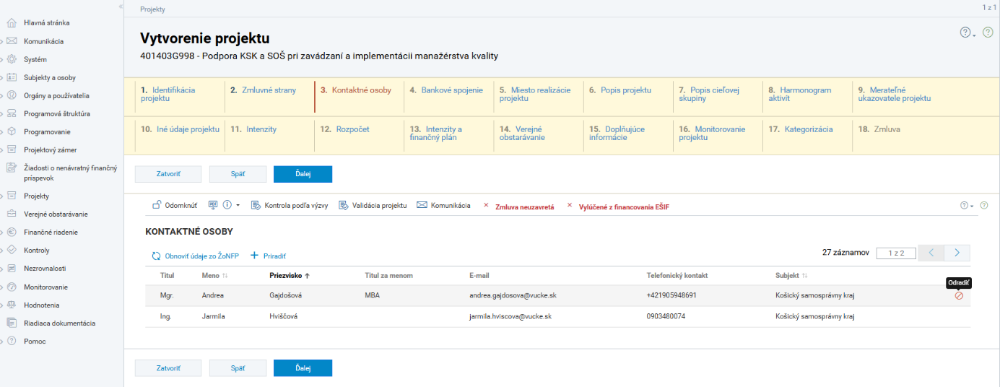 «
Projekty
1 z 1
Hlavná stránka
Komunikácia
Systém
Subjekty a osoby
Orgány a používatelia
Programová štruktúra
Programovanie
Projektový zámer
Žiadosti o nenávratný finančný
príspevok
Projekty
Verejné obstarávanie
Finančné riadenie
Kontroly
Nezrovnalosti
Monitorovanie
Hodnotenia
Riadiaca dokumentácia
Pomoc
Vytvorenie projektu
401403G998 - Podpora KSK a SOŠ pri zavádzaní a implementácii manažérstva kvality
1. Identifikácia
projektu
2. Zmluvné strany
3. Kontaktné osoby
4. Bankové spojenie
5. Miesto realizácie
projektu
6. Popis projektu
7. Popis cieľovej
skupiny
8. Harmonogram
aktivít
9. Merateľné
ukazovatele projektu
10. Iné údaje projektu
11. Intenzity
12. Rozpočet
13. Intenzity a
finančný plán
14. Verejné
obstarávanie
15. Doplňujúce
informácie
16. Monitorovanie
projektu
17. Kategorizácia
18. Zmluva
Zatvoriť Späť Ďalej
Odomknúť PDF Kontrola podľa výzvy Validácia projektu Komunikácia × Zmluva neuzavretá × Vylúčené z financovania EŠIF
KONTAKTNÉ OSOBY
Obnoviť údaje zo ŽoNFP + Priradiť 27 záznamov 1 z 2
Titul Meno Priezvisko Titul za menom E-mail Telefonický kontakt Subjekt
Odradiť
Mgr. Andrea Gajdošová MBA andrea.gajdosova@vucke.sk +421905948691 Košický samosprávny kraj
Ing. Jarmila Hviščová jarmila.hviscova@vucke.sk 0903480074 Košický samosprávny kraj
Zatvoriť Späť Ďalej